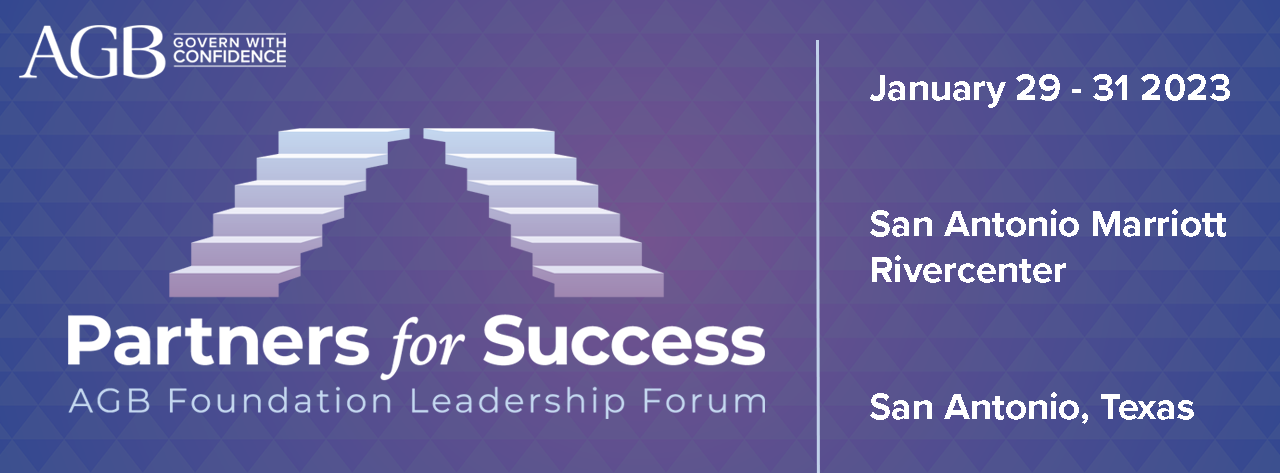 AGB
GOVERN WITH
CONFIDENCE
Partners for Success
AGB Foundation Leadership Forum
January 29 - 31 2023
San Antonio Marriott
Rivercenter
San Antonio, Texas